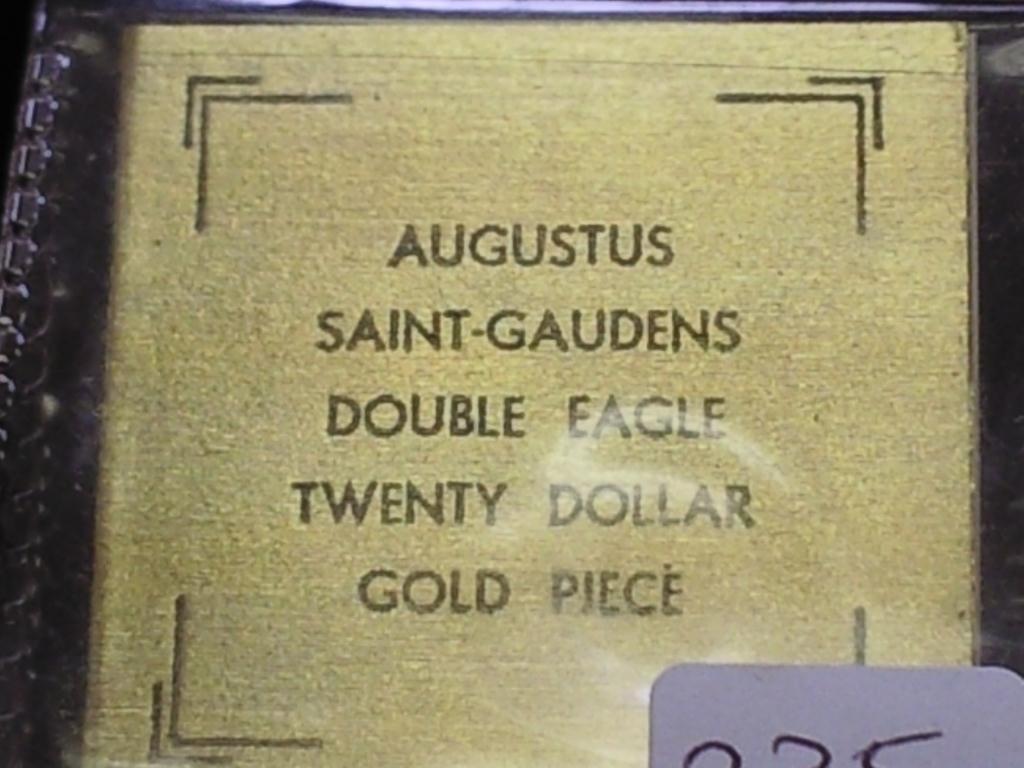 AUGUSTUS
SAINT-GAUDENS
DOUBLE EAGLE
TWENTY DOLLAR
GOLD PIECE